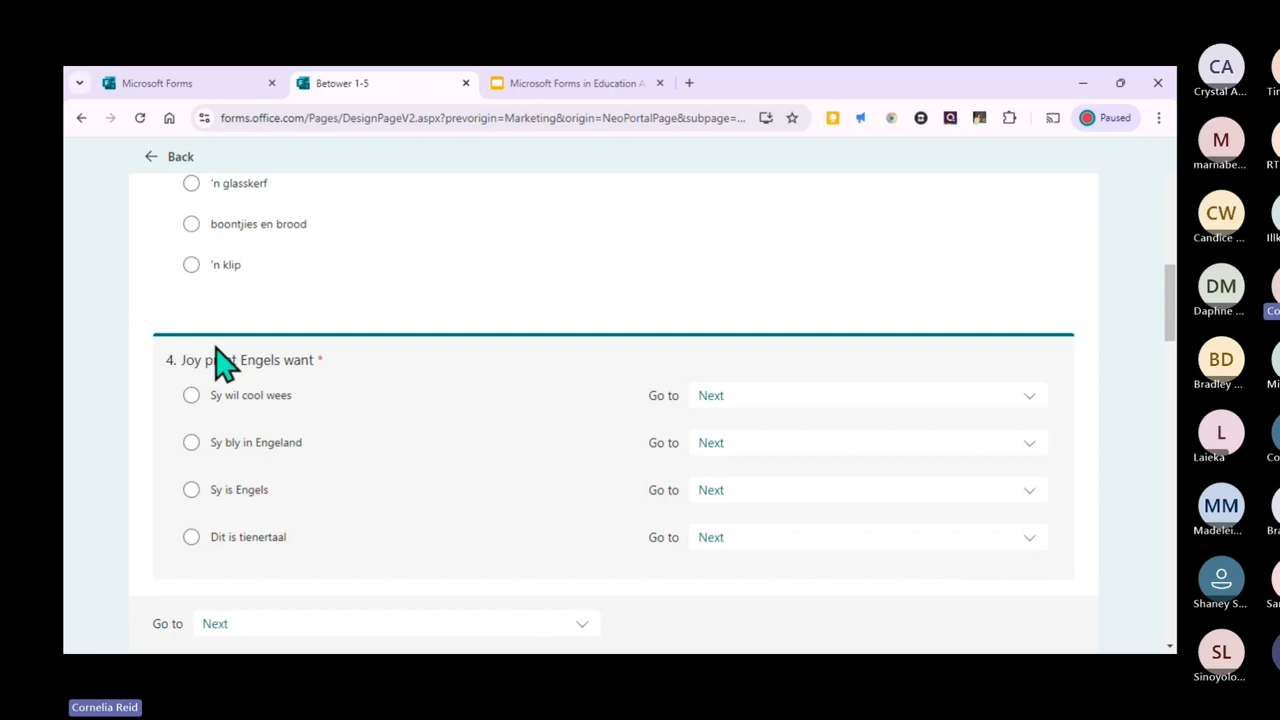 Microsoft Forms
Betower 1-5
Microsoft Forms in Education A
forms.office.com/Pages/DesignPageV2.aspx?prevorigin=Marketing&origin=NeoPortalPage&subpage=...
Paused
Back
'n glasskerf
boontjies en brood
'n klip
4. Joy Engels want *
Sy wil cool wees
Go to
Next
Sy bly in Engeland
Go to
Next
Sy is Engels
Go to
Next
Dit is tienertaal
Go to
Next
Go to
Next
CA
Crystal A...
M
marnabe...
RT
CW
Candice ...
DM
Daphne ...
BD
Bradley ...
L
Laieka
MM
Madelei...
Shaney S...
SL
Sinoyolo...
Cornelia Reid